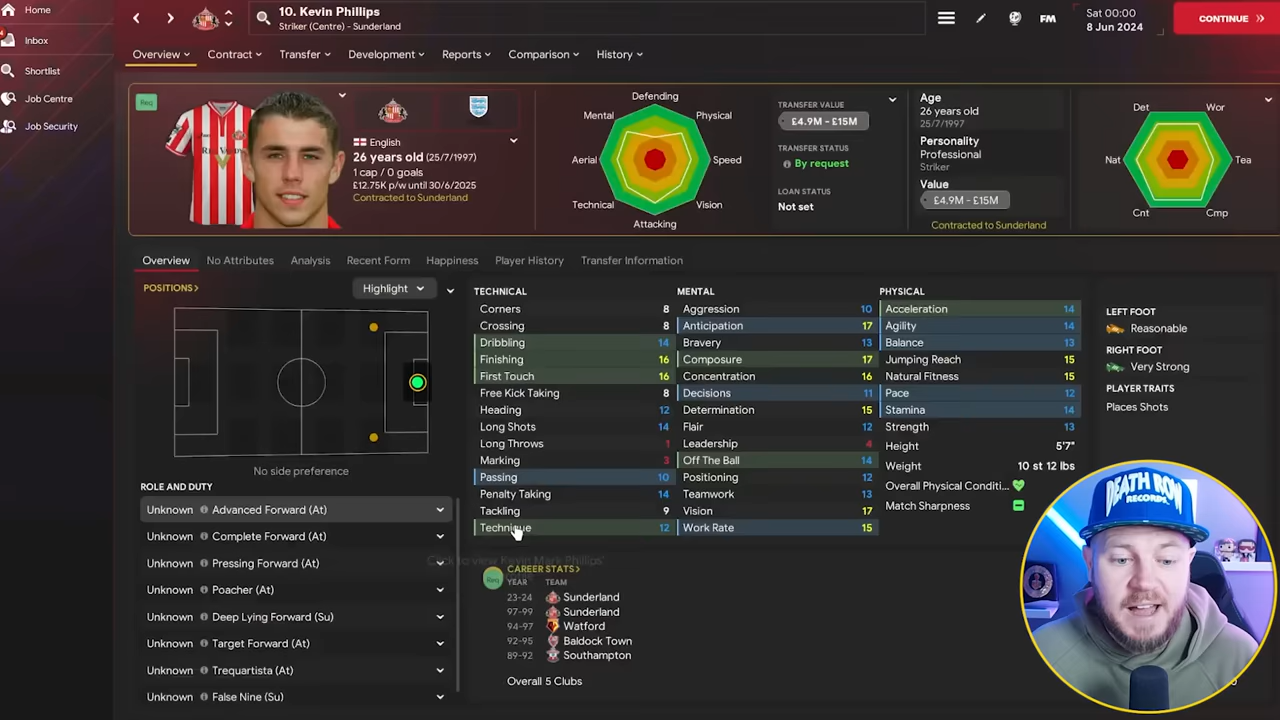 Home
Inbox
Shortlist
Job Centre
Job Security
10. Kevin Phillips
Striker (Centre) - Sunderland
FM
Sat 00:00
8 Jun 2024
CONTINUE
Overview
Contract
Transfer
Development
Reports
Comparison
History
Req
English
26 years old (25/7/1997)
1 cap / 0 goals
£12.75K p/w until 30/6/2025
Contracted to Sunderland
Defending
Physical
Speed
Vision
Attacking
Technical
Aerial
Mental
TRANSFER VALUE
£4.9M - £15M
TRANSFER STATUS
By request
LOAN STATUS
Not set
Age
26 years old
25/7/1997
Personality
Professional
Striker
Value
£4.9M - £15M
Contracted to Sunderland
Det
Wor
Tea
Cmp
Cnt
Nat
Overview
No Attributes
Analysis
Recent Form
Happiness
Player History
Transfer Information
POSITIONS>
Highlight
No side preference
ROLE AND DUTY
Unknown Advanced Forward (At)
Unknown Complete Forward (At)
Unknown Pressing Forward (At)
Unknown Poacher (At)
Unknown Deep Lying Forward (Su)
Unknown Target Forward (At)
Unknown Trequartista (At)
Unknown False Nine (Su)
TECHNICAL
Corners 8
Crossing 8
Dribbling 14
Finishing 16
First Touch 16
Free Kick Taking 8
Heading 12
Long Shots 14
Long Throws 1
Marking 3
Passing 10
Penalty Taking 14
Tackling 9
Technique 12
MENTAL
Aggression 10
Anticipation 17
Bravery 13
Composure 17
Concentration 16
Decisions 11
Determination 15
Flair 12
Leadership 4
Off The Ball 14
Positioning 12
Teamwork 13
Vision 17
Work Rate 15
PHYSICAL
Acceleration 14
Agility 14
Balance 13
Jumping Reach 15
Natural Fitness 15
Pace 12
Stamina 14
Strength 13
Height 5'7"
Weight 10 st 12 lbs
Overall Physical Conditi...
Match Sharpness
LEFT FOOT
Reasonable
RIGHT FOOT
Very Strong
PLAYER TRAITS
Places Shots
Click to view Kevin Mark Phillips'
Req
CAREER STATS>
YEAR TEAM
23-24 Sunderland
97-99 Sunderland
94-97 Watford
92-95 Baldock Town
89-92 Southampton
Overall 5 Clubs
DEATH ROW
RECORDS